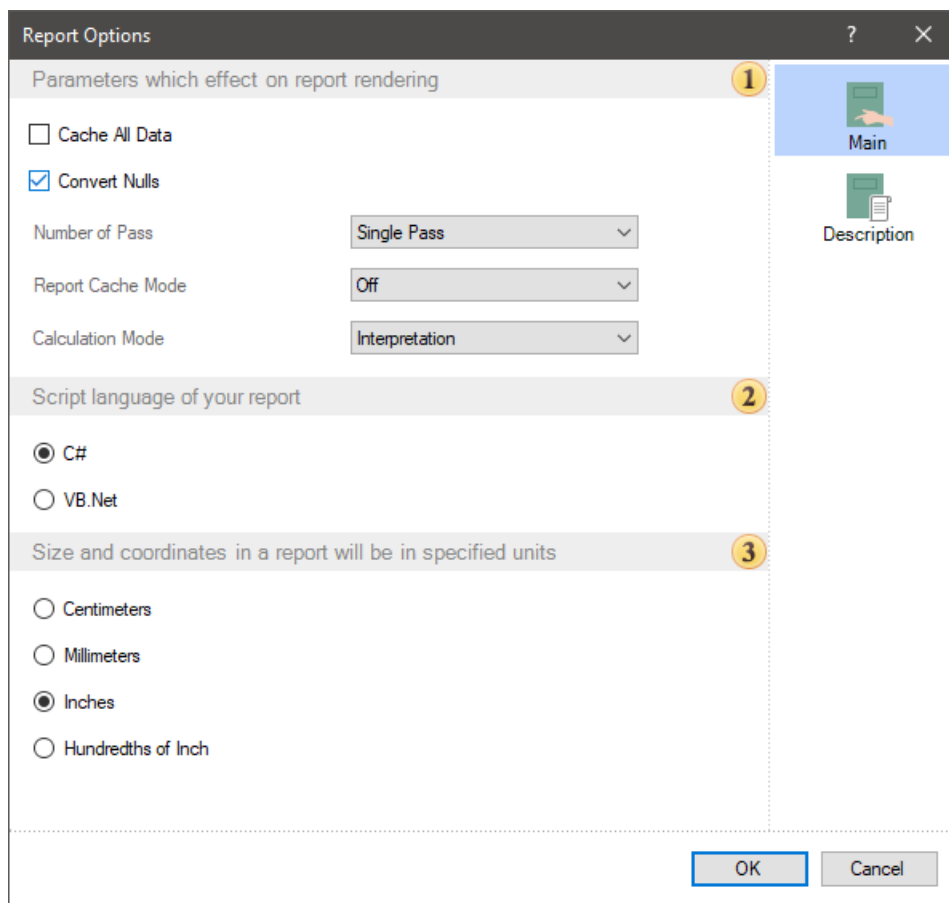 Report Options
Parameters which effect on report rendering 1
Main
Cache All Data
Convert Nulls
Description
Number of Pass Single Pass
Report Cache Mode Off
Calculation Mode Interpretation
Script language of your report 2
C#
VB.Net
Size and coordinates in a report will be in specified units 3
Centimeters
Millimeters
Inches
Hundredths of Inch
OK Cancel